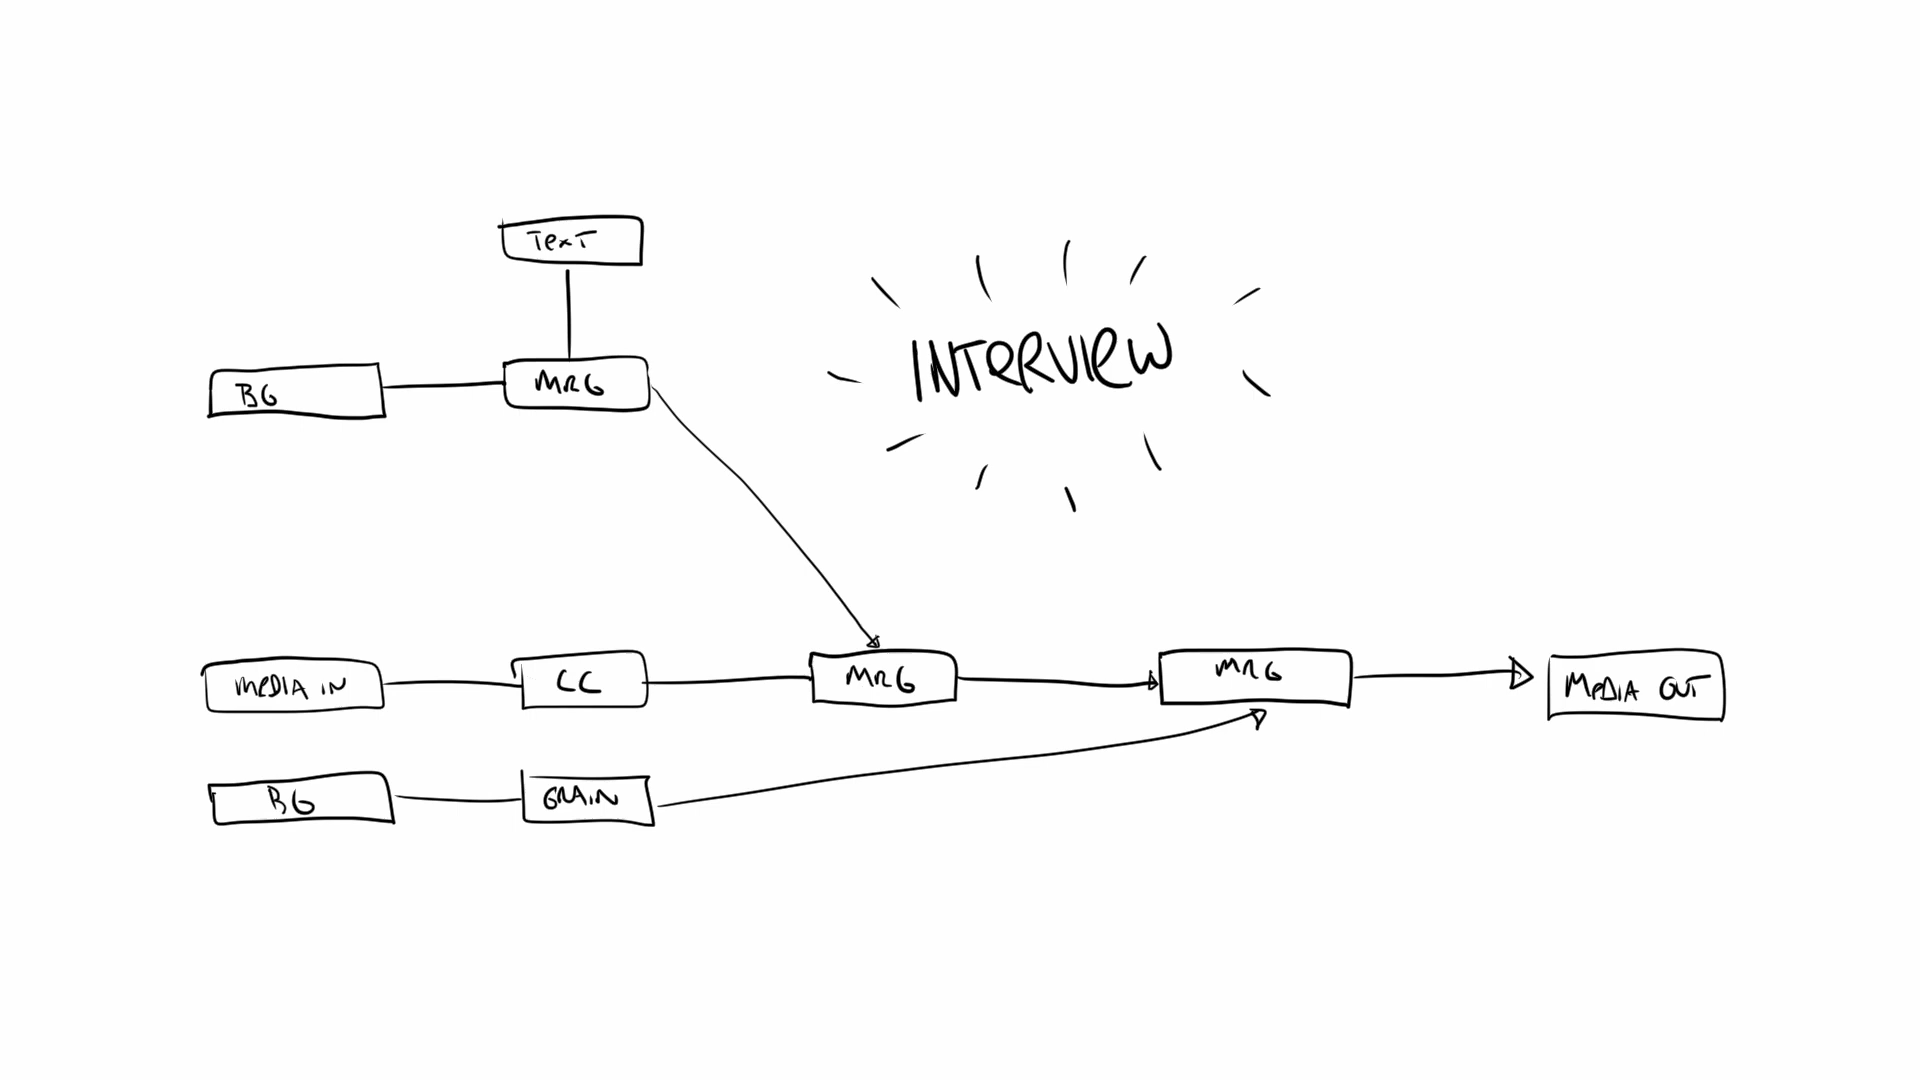 TexT
INTERVIEW
BG
MRG
MEDIA IN
CC
MRG
MRG
MEDIA OUT
BG
GRAIN